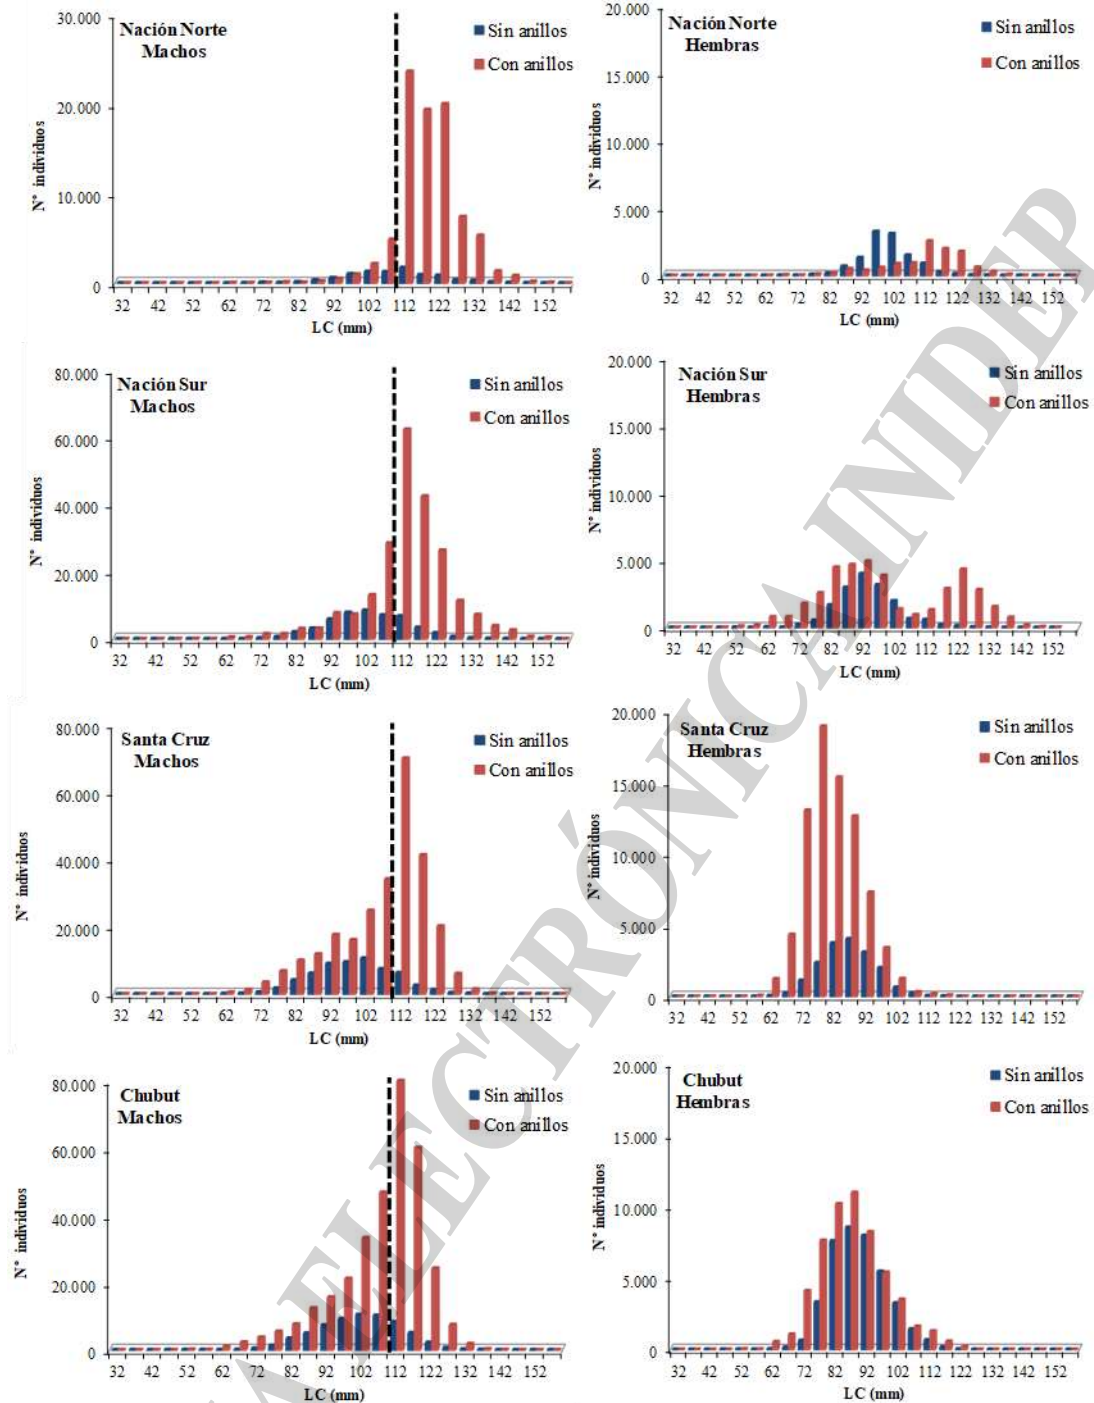 Nación Norte
Machos
Sin anillos
Con anillos
30.000
20.000
10.000
0
N° individuos
32 42 52 62 72 82 92 102 112 122 132 142 152
LC (mm)
Nación Norte
Hembras
Sin anillos
Con anillos
20.000
15.000
10.000
5.000
0
N° individuos
32 42 52 62 72 82 92 102 112 122 132 142 152
LC (mm)
Nación Sur
Machos
Sin anillos
Con anillos
80.000
60.000
40.000
20.000
0
N° individuos
32 42 52 62 72 82 92 102 112 122 132 142 152
LC (mm)
Nación Sur
Hembras
Sin anillos
Con anillos
20.000
15.000
10.000
5.000
0
N° individuos
32 42 52 62 72 82 92 102 112 122 132 142 152
LC (mm)
Santa Cruz
Machos
Sin anillos
Con anillos
80.000
60.000
40.000
20.000
0
N° individuos
32 42 52 62 72 82 92 102 112 122 132 142 152
LC (mm)
Santa Cruz
Hembras
Sin anillos
Con anillos
20.000
15.000
10.000
5.000
0
N° individuos
32 42 52 62 72 82 92 102 112 122 132 142 152
LC (mm)
Chubut
Machos
Sin anillos
Con anillos
80.000
60.000
40.000
20.000
0
N° individuos
32 42 52 62 72 82 92 102 112 122 132 142 152
LC (mm)
Chubut
Hembras
Sin anillos
Con anillos
20.000
15.000
10.000
5.000
0
N° individuos
32 42 52 62 72 82 92 102 112 122 132 142 152
LC (mm)
A ELECTRÓNICA INIDEP